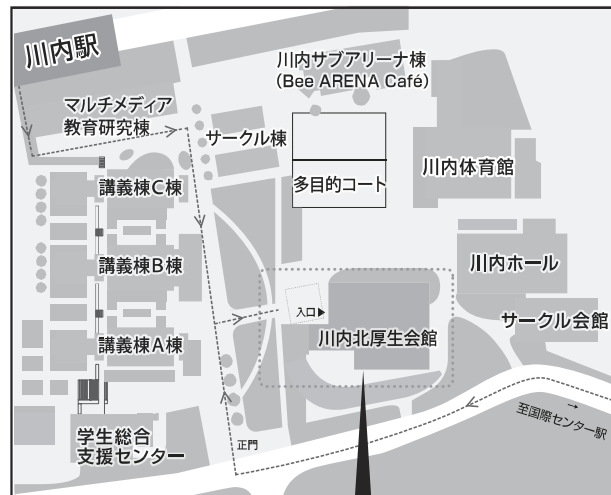 川内駅
マルチメディア
教育研究棟
川内サブアリーナ棟
(Bee ARENA Café)
サークル棟
多目的コート
川内体育館
講義棟C棟
講義棟B棟
講義棟A棟
川内ホール
サークル会館
入口▶
川内北厚生会館
学生総合
支援センター
正門
→
至国際センター駅